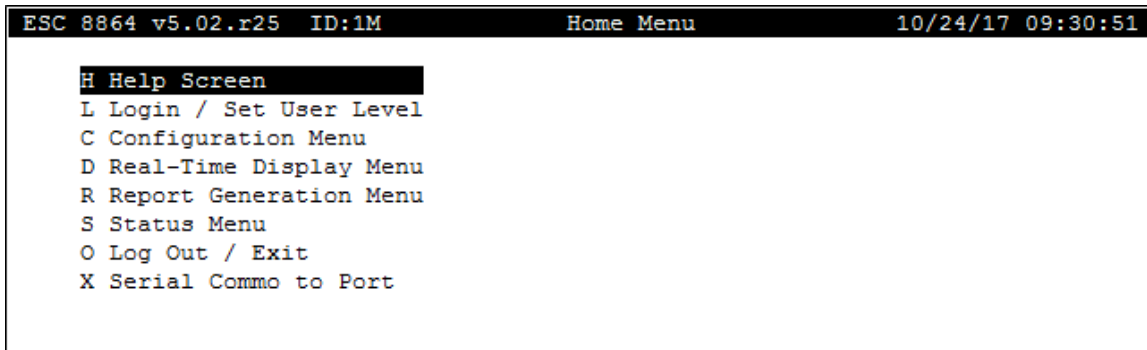 ESC 8864 v5.02.r25  ID:1M  Home Menu  10/24/17 09:30:51
H Help Screen
L Login / Set User Level
C Configuration Menu
D Real-Time Display Menu
R Report Generation Menu
S Status Menu
O Log Out / Exit
X Serial Commo to Port